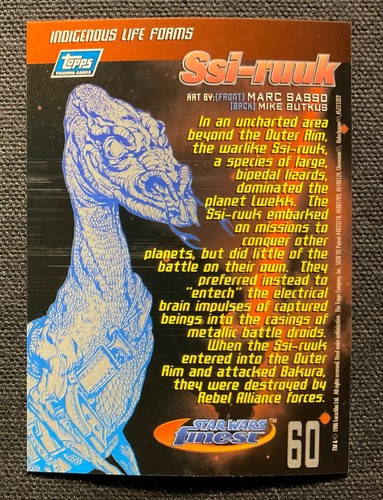 INDIGENOUS LIFE FORMS
Topps
TRADING CARDS
Ssi-ruuk
ART BY: (FRONT) MARC SASSO
(BACK) MIKE BUTKUS
In an uncharted area
beyond the Outer Rim,
the warlike Ssi-ruuk,
a species of large,
bipedal lizards,
dominated the
planet Lwekk. The
Ssi-ruuk embarked
on missions to
conquer other
planets, but did little of the
battle on their own. They
preferred instead to
"entech" the electrical
brain impulses of captured
beings into the casings of
metallic battle droids.
When the Ssi-ruuk
entered into the Outer
Rim and attacked Bakura,
they were destroyed by
Rebel Alliance forces.
STAR WARS
finest
TM
60